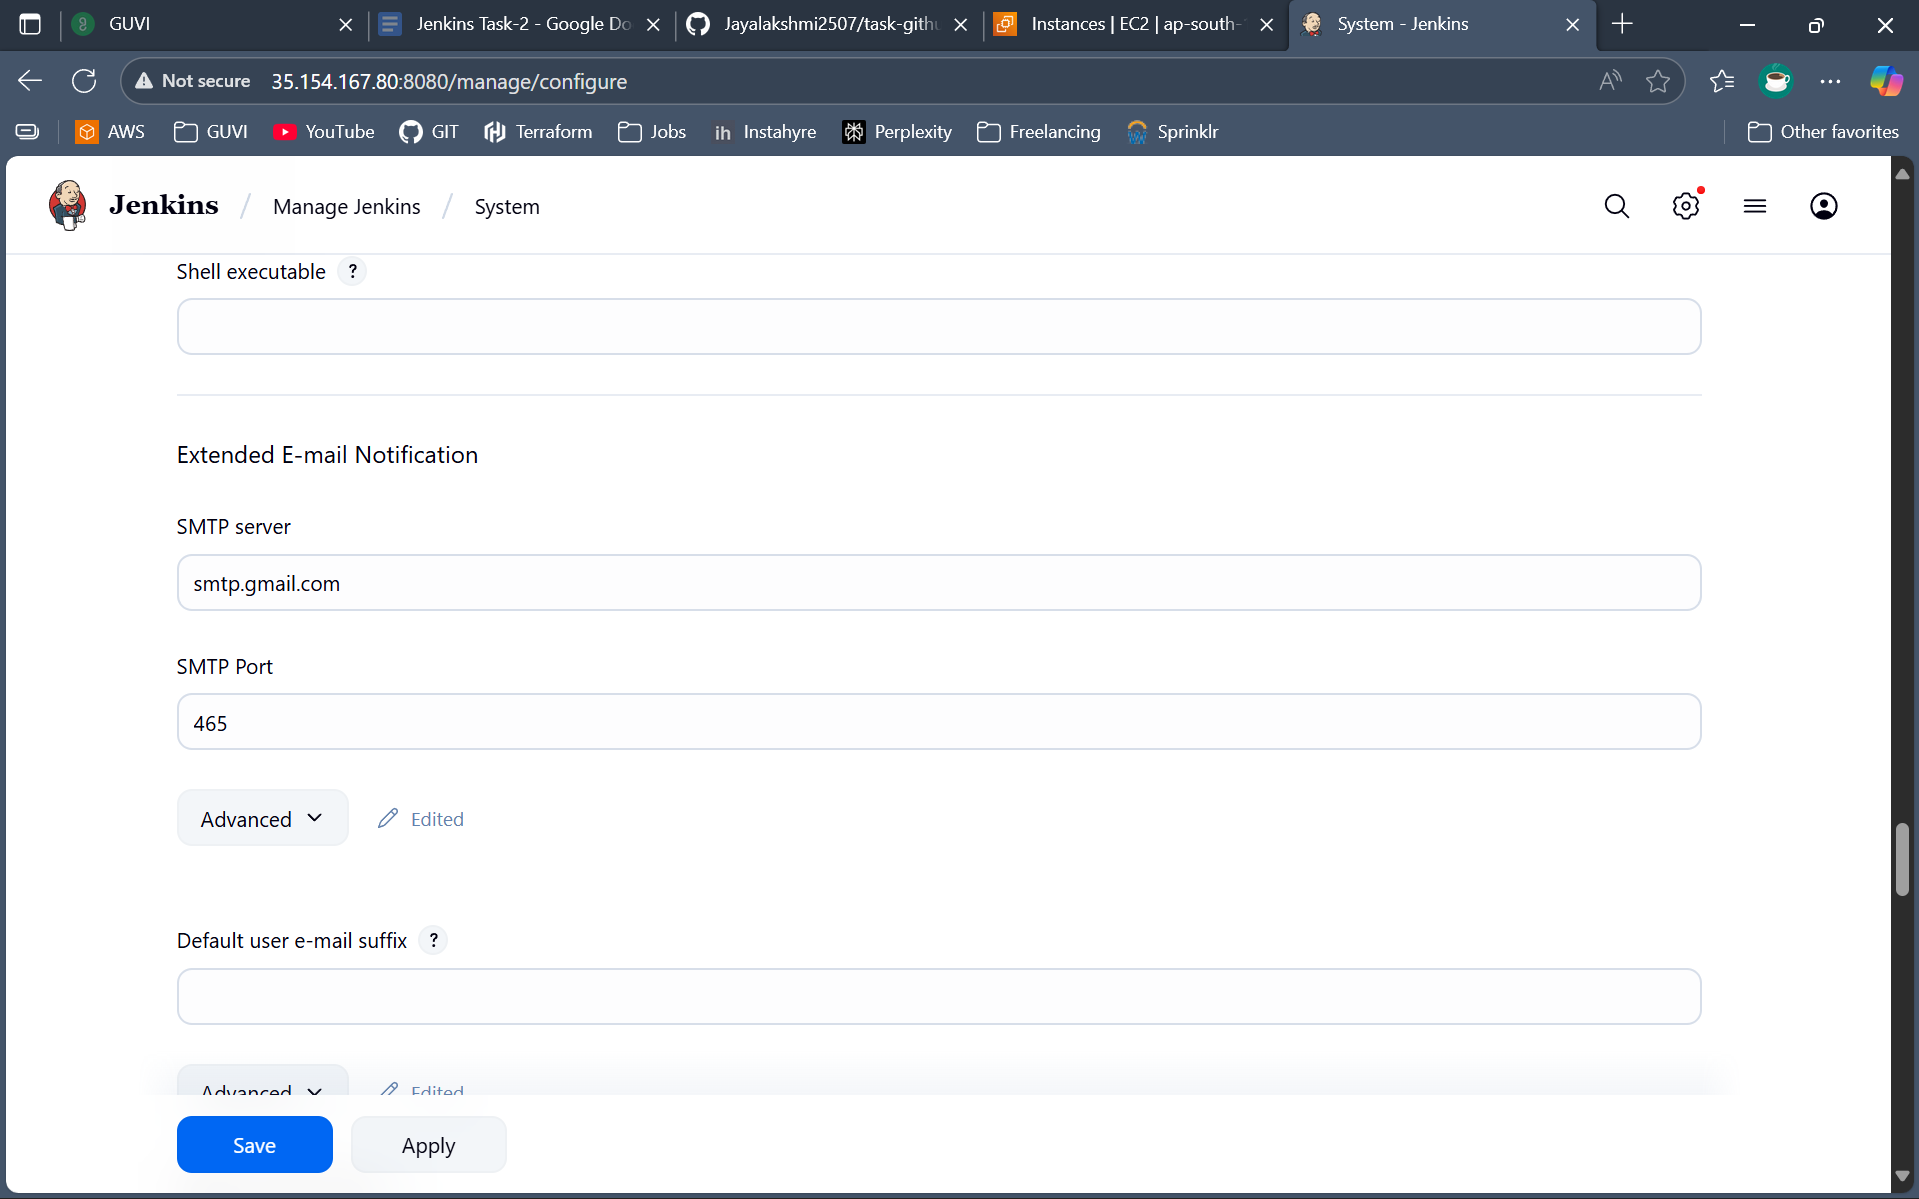 GUVI
Jenkins Task-2 - Google Do
Jayalakshmi2507/task-githu
Instances | EC2 | ap-south-
System - Jenkins
Not secure
35.154.167.80:8080/manage/configure
AWS
GUVI
YouTube
GIT
Terraform
Jobs
in Instahyre
Perplexity
Freelancing
Sprinklr
Other favorites
Jenkins / Manage Jenkins / System
Shell executable ?
Extended E-mail Notification
SMTP server
smtp.gmail.com
SMTP Port
465
Advanced
Edited
Default user e-mail suffix ?
Advanced
Edited
Save
Apply